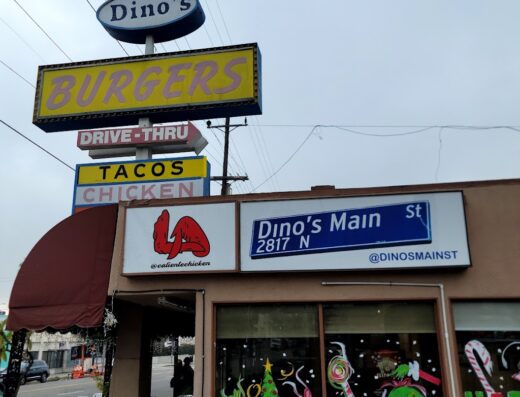 Dino's
BURGERS
DRIVE-THRU
TACOS
CHICKEN
LA
@calientechicken
Dino's Main St
2817 N
@DINOSMAINST